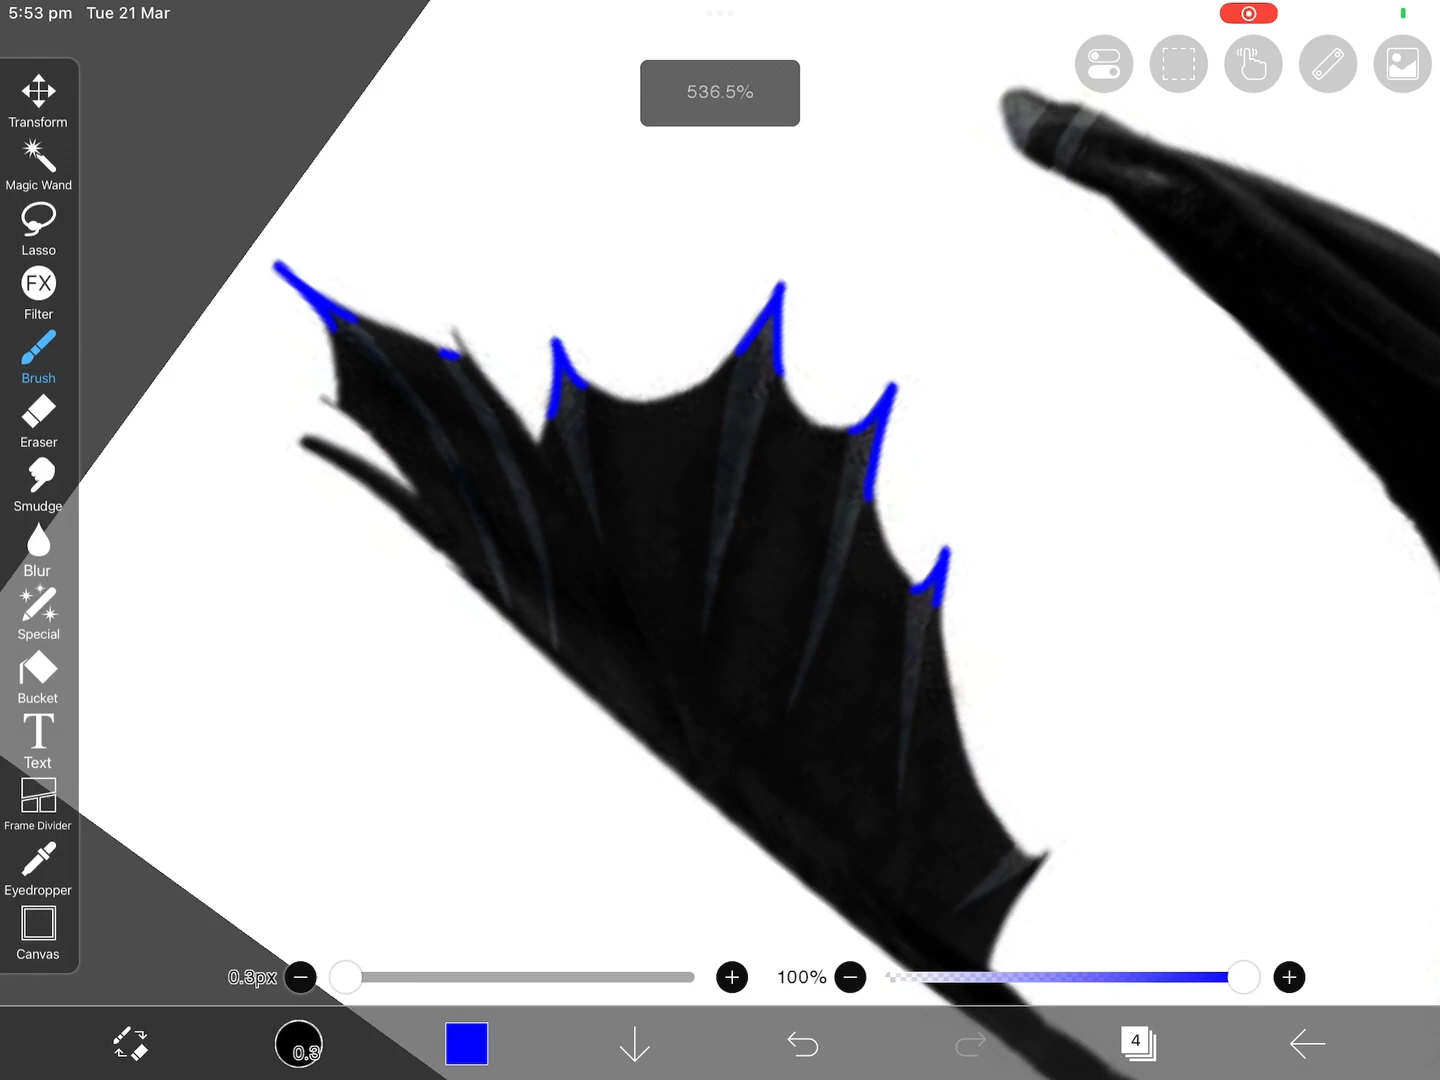 5:53 pm Tue 21 Mar
536.5%
Transform
Magic Wand
Lasso
FX
Filter
Brush
Eraser
Smudge
Blur
Special
Bucket
T
Text
Frame Divider
Eyedropper
Canvas
0.3px
100%
0.3
4